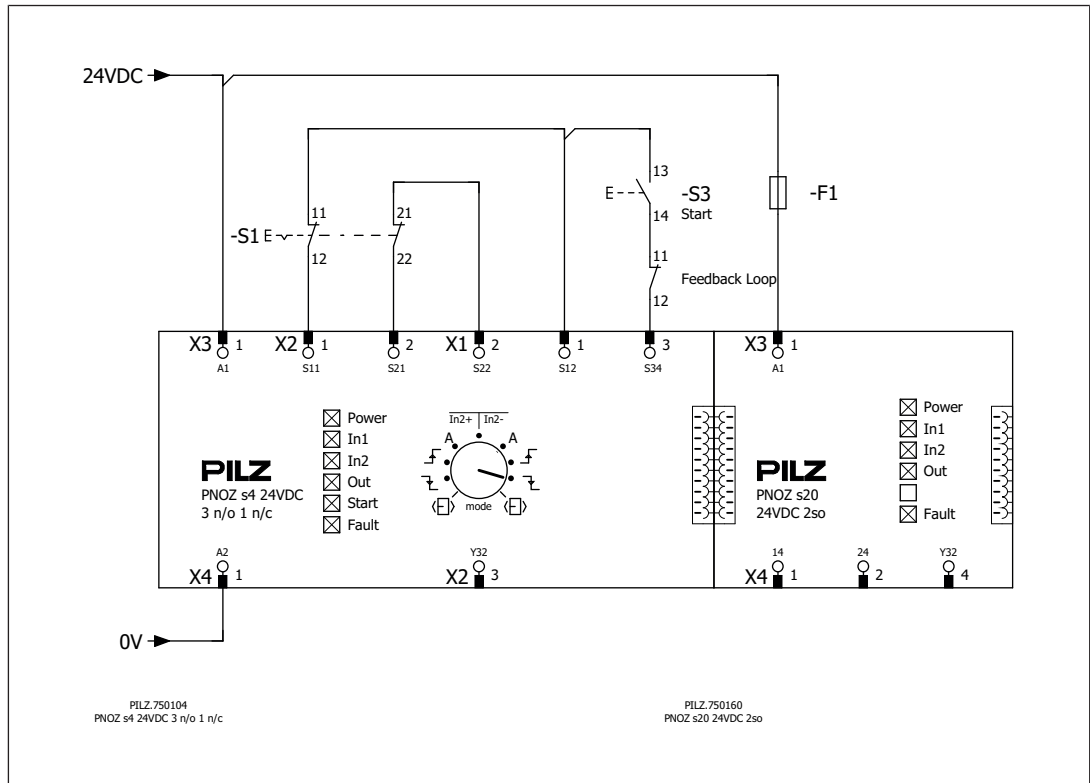 24VDC
13
-S3
14 Start
-F1
11
21
-S1
12
22
11
Feedback Loop
12
X3 1
X2 1
2
X1 2
1
3
X3 1
A1
S11
S21
S22
S12
S34
A1
In2+ In2-
A A
mode
Power
In1
In2
Out
Start
Fault
PILZ
PNOZ s4 24VDC
3 n/o 1 n/c
Power
In1
In2
Out
Fault
PILZ
PNOZ s20
24VDC 2so
A2
Y32
14
24
Y32
X4 1
X2 3
X4 1
2
4
0V
PILZ.750104
PNOZ s4 24VDC 3 n/o 1 n/c
PILZ.750160
PNOZ s20 24VDC 2so